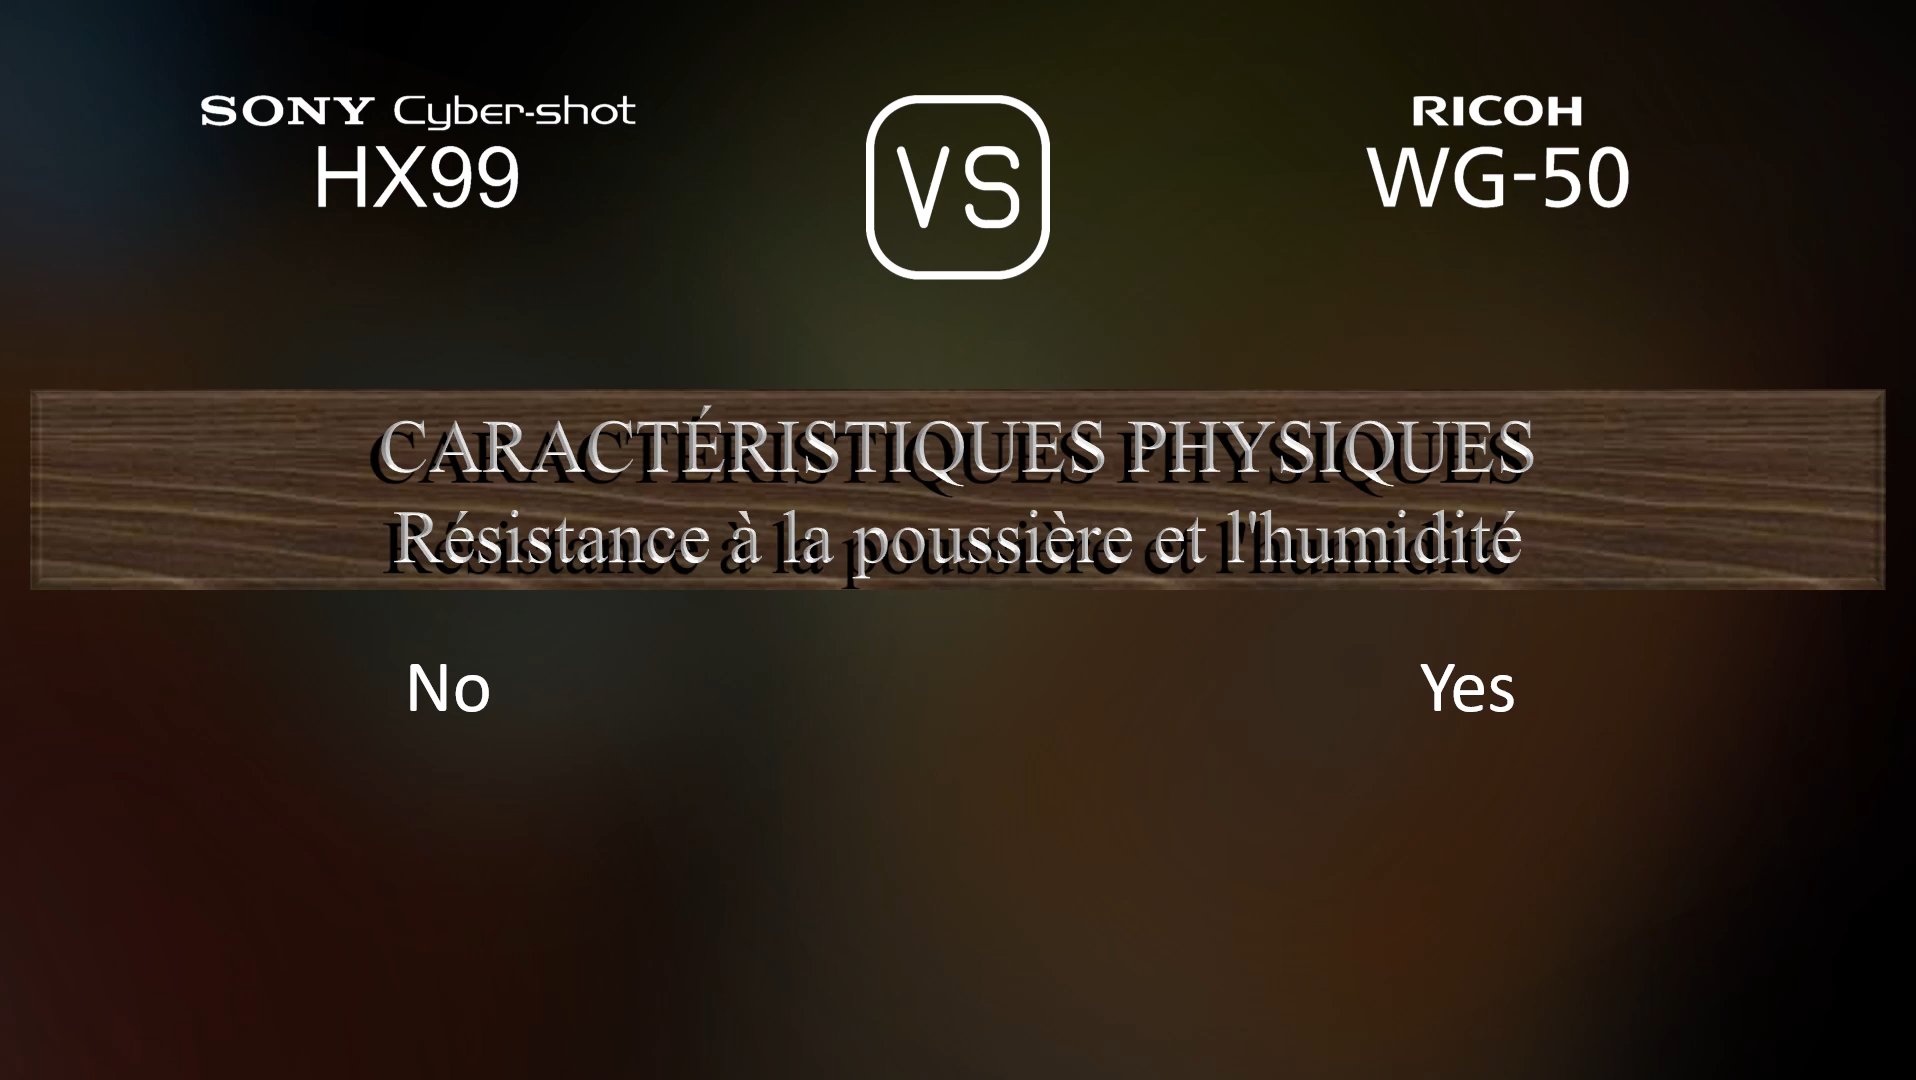 SONY Cyber-shot
HX99
VS
RICOH
WG-50
CARACTÉRISTIQUES PHYSIQUES
Résistance à la poussière et l'humidité
No
Yes